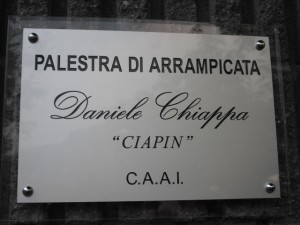 PALESTRA DI ARRAMPICATA
Daniele Chiappa
"CIAPIN"
C.A.A.I.